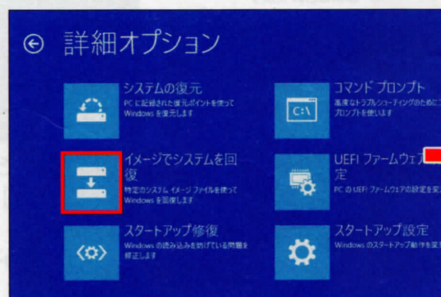 詳細オプション
システムの復元
PC に記録された復元ポイントを使って
Windows を復元します
コマンド プロンプト
高度なトラブルシューティングのために
プロンプトを使います
C:\
イメージでシステムを回
復
特定のシステム イメージ ファイルを使って
Windows を回復します
UEFI ファームウェア
定
PC の UEFI ファームウェアの設定を
スタートアップ修復
Windows の読み込みを妨げている問題を
修正します
スタートアップ設定
Windows のスタートアップ動作を